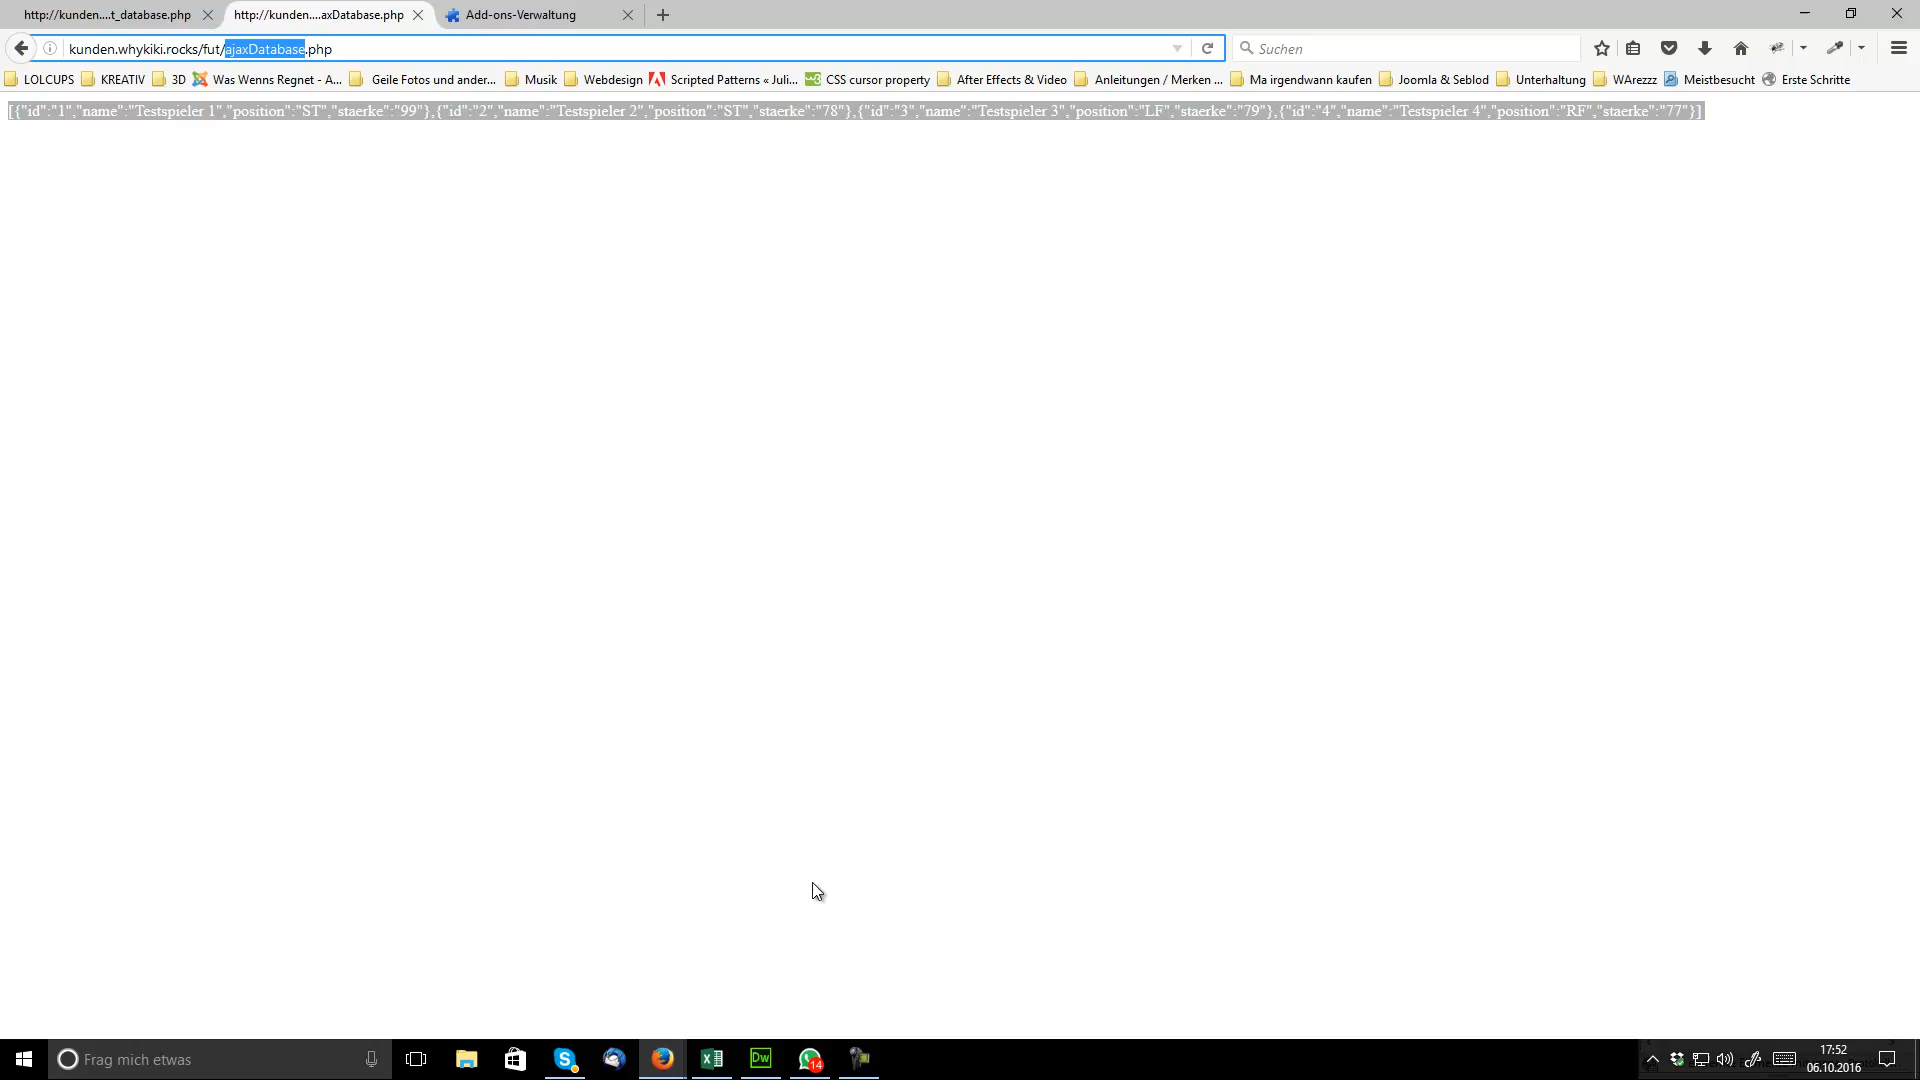 http://kunden....t_database.php
http://kunden....axDatabase.php
Add-ons-Verwaltung
kunden.whykiki.rocks/fut/ajaxDatabase.php
Suchen
LOLCUPS
KREATIV
3D
Was Wenns Regnet - A...
Geile Fotos und ander...
Musik
Webdesign
Scripted Patterns « Juli...
CSS cursor property
After Effects & Video
Anleitungen / Merken ...
Ma irgendwann kaufen
Joomla & Seblod
Unterhaltung
WArezzz
Meistbesucht
Erste Schritte
[{"id":"1","name":"Testspieler 1","position":"ST","staerke":"99"},{"id":"2","name":"Testspieler 2","position":"ST","staerke":"78"},{"id":"3","name":"Testspieler 3","position":"LF","staerke":"79"},{"id":"4","name":"Testspieler 4","position":"RF","staerke":"77"}]
Frag mich etwas
Dw
14
17:52
06.10.2016